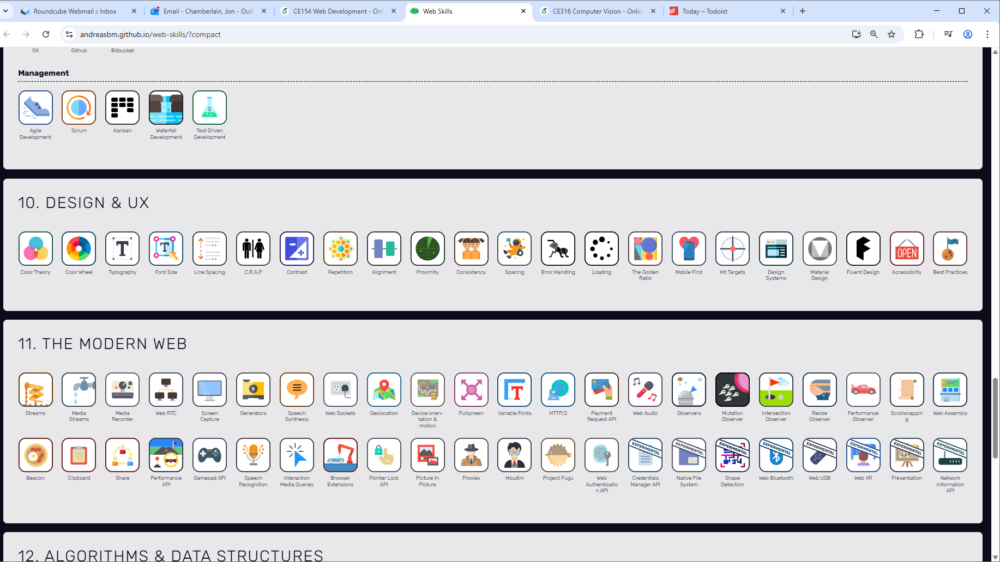 Roundcube Webmail :: Inbox
Email - Chamberlain, Jon - Outl
CE154 Web Development - Onl
Web Skills
CE316 Computer Vision - Onlin
Today – Todoist
andreasbm.github.io/web-skills/?compact
Git
Github
Bitbucket
Management
Agile
Development
Scrum
Kanban
Waterfall
Development
Test Driven
Development
10. DESIGN & UX
T
T
OPEN
Color Theory
Color Wheel
Typography
Font Size
Line Spacing
C.R.A.P
Contrast
Repetition
Alignment
Proximity
Consistency
Spacing
Error Handling
Loading
The Golden
Ratio
Mobile First
Hit Targets
Design
Systems
Material
Design
Fluent Design
Accessibility
Best Practices
11. THE MODERN WEB
T
Streams
Media
Streams
Media
Recorder
Web RTC
Screen
Capture
Generators
Speech
Synthesis
Web Sockets
Geolocation
Device orien-
tation &
motion
Fullscreen
Variable Fonts
HTTP/2
Payment
Request API
Web Audio
Observers
Mutation
Observer
Intersection
Observer
Resize
Observer
Performance
Observer
Scrollsnappin
g
Web Assembly
EXPERIMENTAL
EXPERIMENTAL
EXPERIMENTAL
EXPERIMENTAL
EXPERIMENTAL
EXPERIMENTAL
EXPERIMENTAL
EXPERIMENTAL
Beacon
Clipboard
Share
Performance
API
Gamepad API
Speech
Recognition
Interaction
Media Queries
Browser
Extensions
Pointer Lock
API
Picture In
Picture
Proxies
Houdini
Project Fugu
Web
Authenticatio
n API
Credentials
Manager API
Native File
System
Shape
Detection
Web Bluetooth
Web USB
Web XR
Presentation
Network
Information
API
12. ALGORITHMS & DATA STRUCTURES